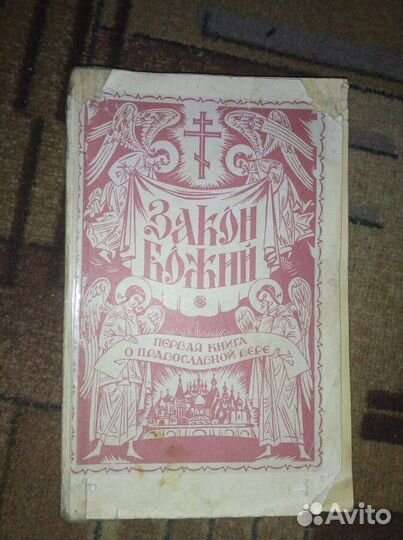 ЗАКОН
БОЖИЙ
ПЕРВАЯ КНИГА
О ПРАВОСЛАВНОЙ ВЕРЕ
Avito